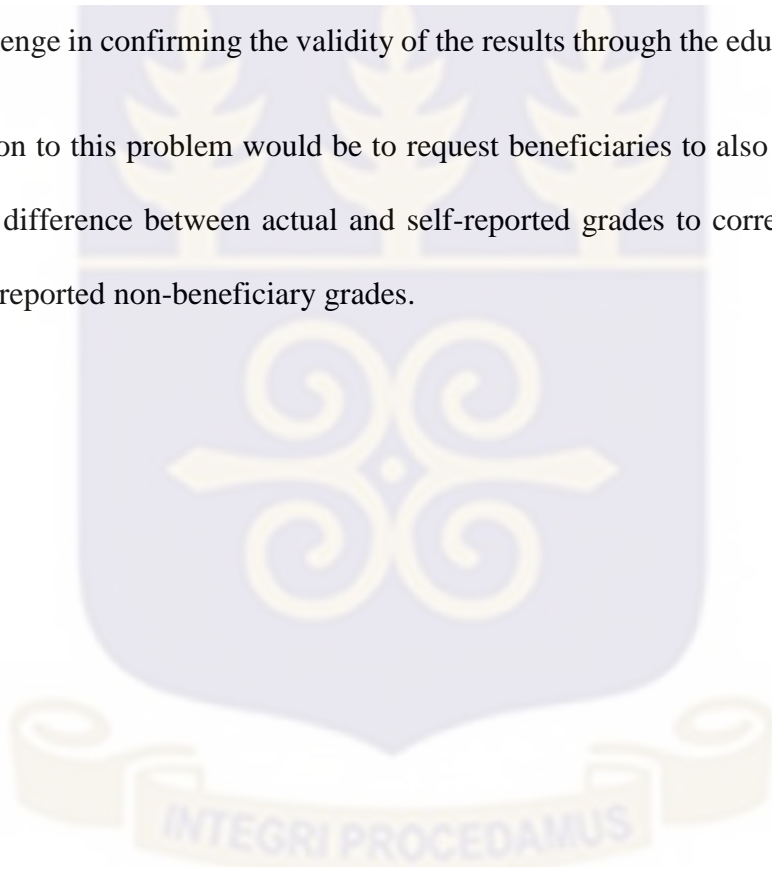 enge in confirming the validity of the results through the edu
on to this problem would be to request beneficiaries to also
difference between actual and self-reported grades to corre
reported non-beneficiary grades.
INTEGRI PROCEDAMUS